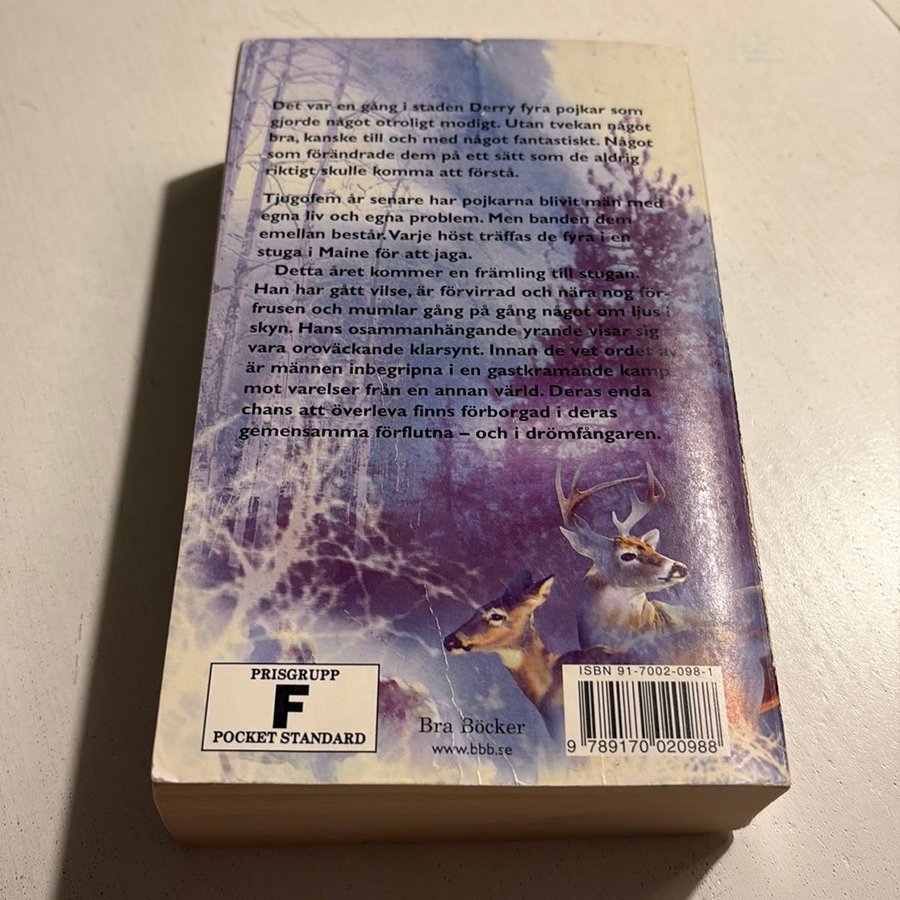 Det var en gång i staden Derry fyra pojkar som
gjorde något otroligt modigt. Utan tvekan något
bra, kanske till och med något fantastiskt. Något
som förändrade dem på ett sätt som de aldrig
riktigt skulle komma att förstå.
Tjugofem år senare har pojkarna blivit män med
egna liv och egna problem. Men banden dem
emellan består. Varje höst träffas de fyra i en
stuga i Maine för att jaga.
Detta året kommer en främling till stugan.
Han har gått vilse, är förvirrad och nära nog för-
frusen och mumlar gång på gång något om ljus i
skyn. Hans osammanhängande yrande visar sig
vara oroväckande klarsynt. Innan de vet ordet av
är männen inbegripna i en gastkramande kamp
mot varelser från en annan värld. Deras enda
chans att överleva finns förborgad i deras
gemensamma förflutna – och i drömfångaren.
PRISGRUPP
F
POCKET STANDARD
Bra Böcker
www.bbb.se
ISBN 91-7002-098-1
9 789170 020988